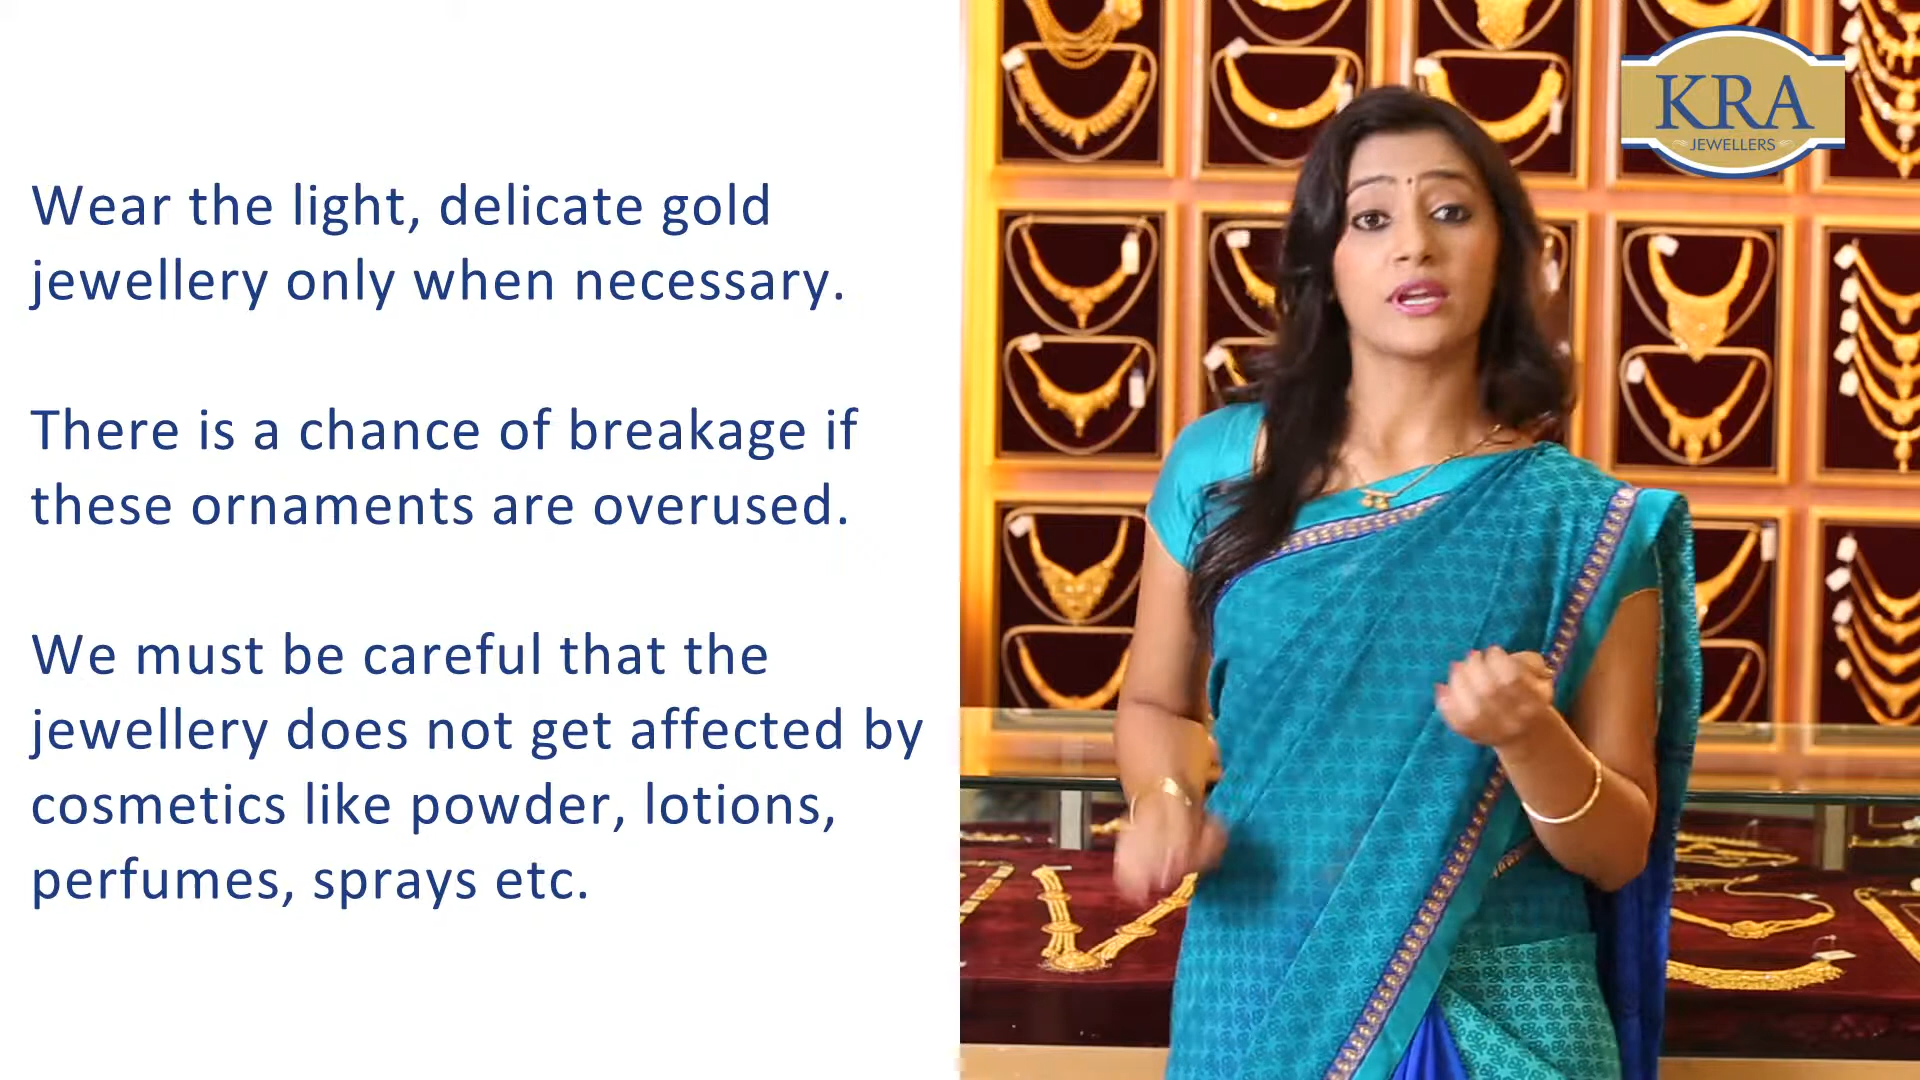 Wear the light, delicate gold
jewellery only when necessary.
There is a chance of breakage if
these ornaments are overused.
We must be careful that the
jewellery does not get affected by
cosmetics like powder, lotions,
perfumes, sprays etc.
KRA
JEWELLERS